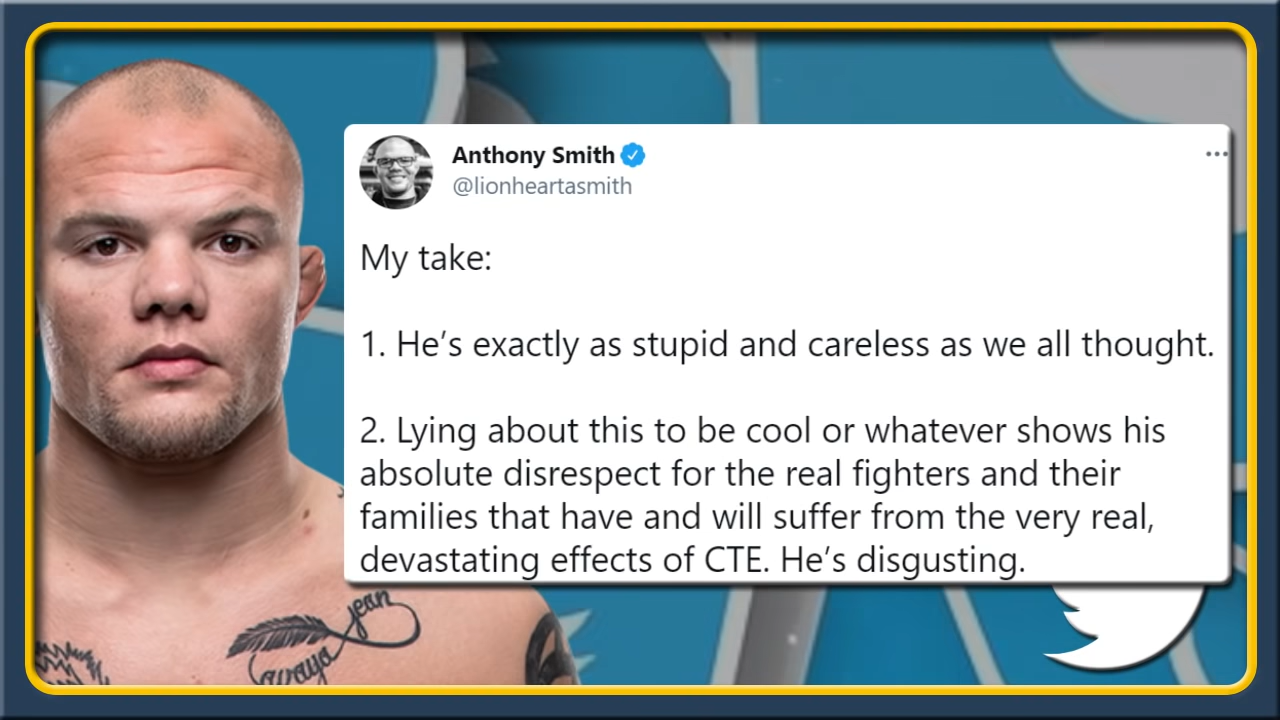 Anthony Smith
@lionheartasmith
My take:
1. He’s exactly as stupid and careless as we all thought.
2. Lying about this to be cool or whatever shows his
absolute disrespect for the real fighters and their
families that have and will suffer from the very real,
devastating effects of CTE. He’s disgusting.
jean